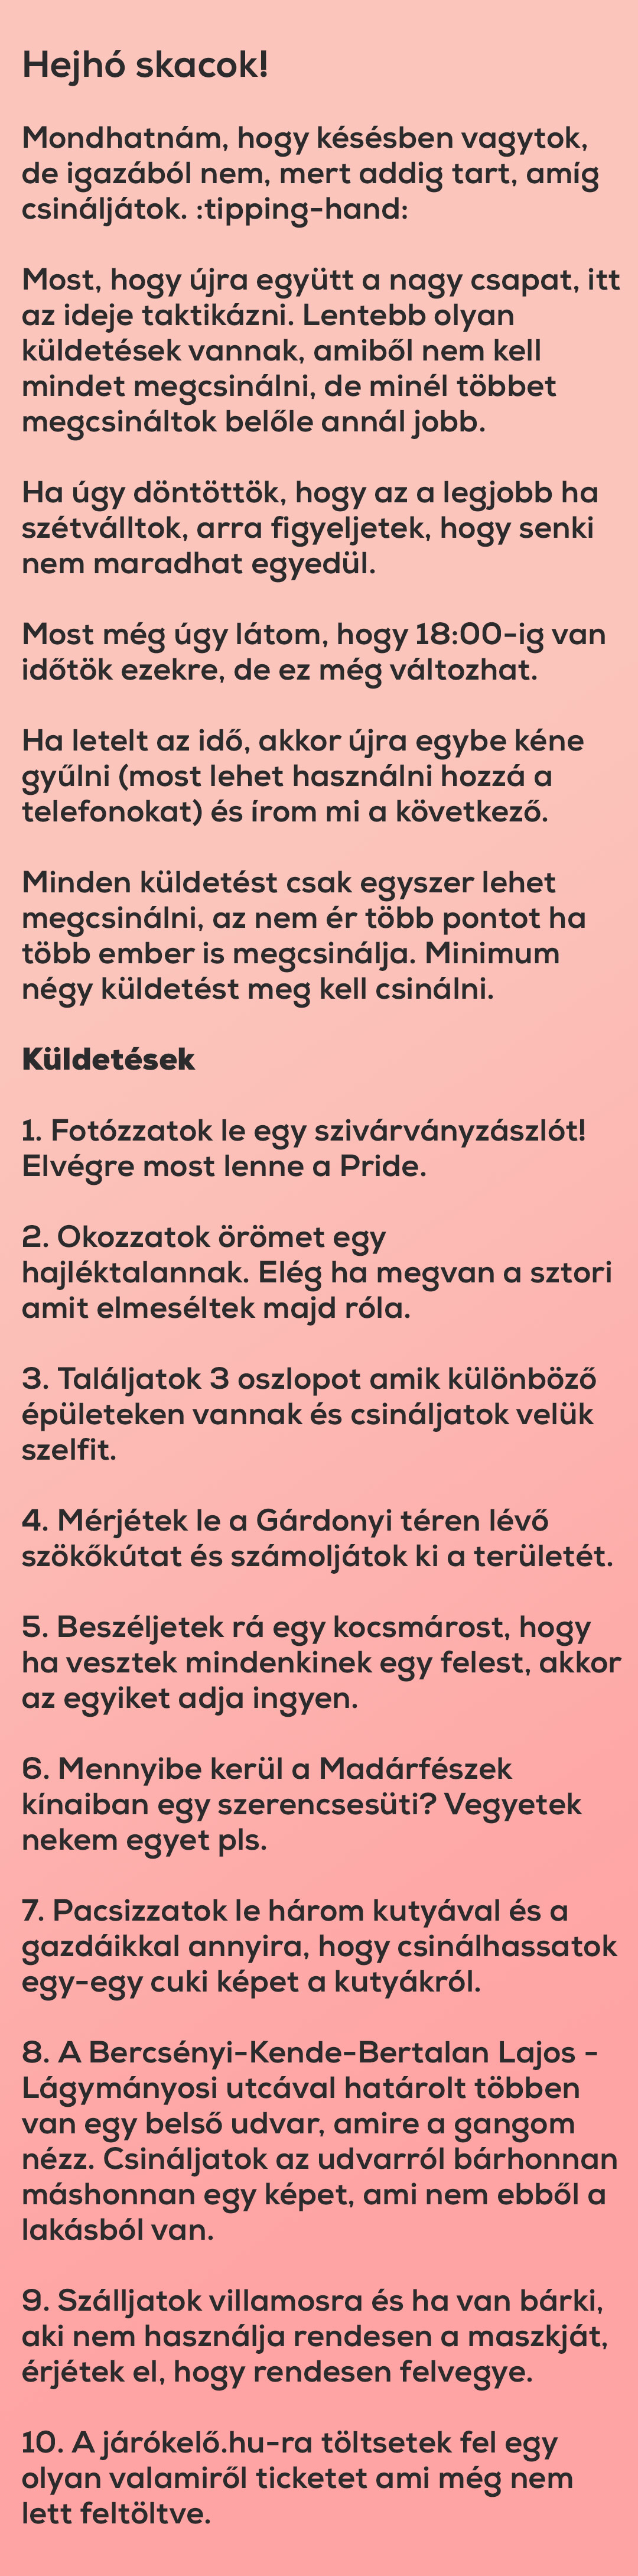 Hejhó skacok!
Mondhatnám, hogy késésben vagytok,
de igazából nem, mert addig tart, amíg
csináljátok. :tipping-hand:
Most, hogy újra együtt a nagy csapat, itt
az ideje taktikázni. Lentebb olyan
küldetések vannak, amiből nem kell
mindet megcsinálni, de minél többet
megcsináltok belőle annál jobb.
Ha úgy döntöttök, hogy az a legjobb ha
szétválltok, arra figyeljetek, hogy senki
nem maradhat egyedül.
Most még úgy látom, hogy 18:00-ig van
időtök ezekre, de ez még változhat.
Ha letelt az idő, akkor újra egybe kéne
gyűlni (most lehet használni hozzá a
telefonokat) és írom mi a következő.
Minden küldetést csak egyszer lehet
megcsinálni, az nem ér több pontot ha
több ember is megcsinálja. Minimum
négy küldetést meg kell csinálni.
Küldetések
1. Fotózzatok le egy szivárványzászlót!
Elvégre most lenne a Pride.
2. Okozzatok örömet egy
hajléktalannak. Elég ha megvan a sztori
amit elmeséltek majd róla.
3. Találjatok 3 oszlopot amik különböző
épületeken vannak és csináljatok velük
szelfit.
4. Mérjétek le a Gárdonyi téren lévő
szökőkútat és számoljátok ki a területét.
5. Beszéljetek rá egy kocsmárost, hogy
ha vesztek mindenkinek egy felest, akkor
az egyiket adja ingyen.
6. Mennyibe kerül a Madárfészek
kínaiban egy szerencsesüti? Vegyetek
nekem egyet pls.
7. Pacsizzatok le három kutyával és a
gazdáikkal annyira, hogy csinálhassatok
egy-egy cuki képet a kutyákról.
8. A Bercsényi-Kende-Bertalan Lajos -
Lágymányosi utcával határolt többen
van egy belső udvar, amire a gangom
nézz. Csináljatok az udvarról bárhonnan
máshonnan egy képet, ami nem ebből a
lakásból van.
9. Szálljatok villamosra és ha van bárki,
aki nem használja rendesen a maszkját,
érjétek el, hogy rendesen felvegye.
10. A járókelő.hu-ra töltsetek fel egy
olyan valamiről ticketet ami még nem
lett feltöltve.